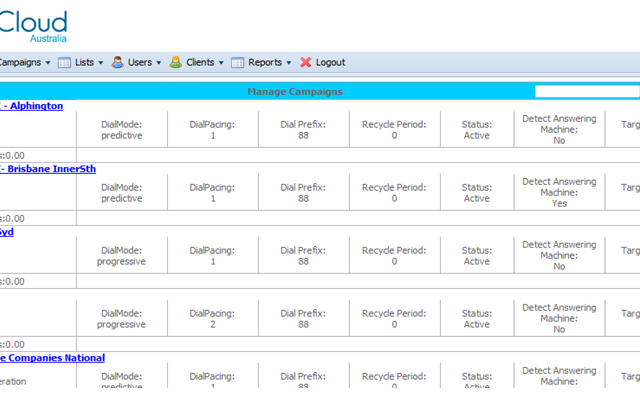 Cloud
Australia
Campaigns Lists Users Clients Reports Logout
Manage Campaigns
- Alphington
DialMode: DialPacing: Dial Prefix: Recycle Period: Status: Detect Answering Machine: Targ
predictive 1 88 0 Active No
s:0.00
- Brisbane InnerSth
DialMode: DialPacing: Dial Prefix: Recycle Period: Status: Detect Answering Machine: Targ
predictive 1 88 0 Active Yes
s:0.00
Syd
DialMode: DialPacing: Dial Prefix: Recycle Period: Status: Detect Answering Machine: Targ
progressive 1 88 0 Active No
s:0.00
DialMode: DialPacing: Dial Prefix: Recycle Period: Status: Detect Answering Machine: Targ
progressive 2 88 0 Active No
s:0.00
e Companies National
DialMode: DialPacing: Dial Prefix: Recycle Period: Status: Detect Answering Machine: Targ
eration predictive 1 88 0 Active